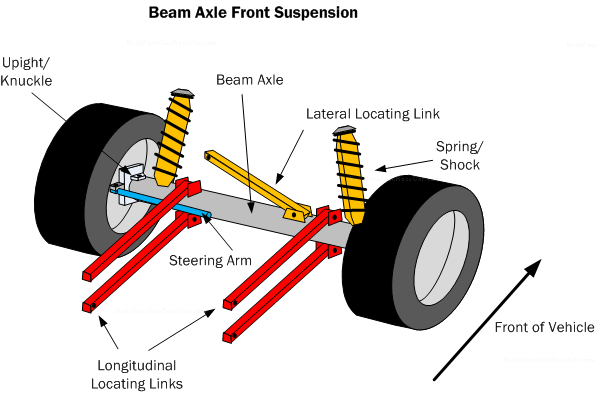 Beam Axle Front Suspension
Upight/
Knuckle
Beam Axle
Lateral Locating Link
Spring/
Shock
Steering Arm
Front of Vehicle
Longitudinal
Locating Links